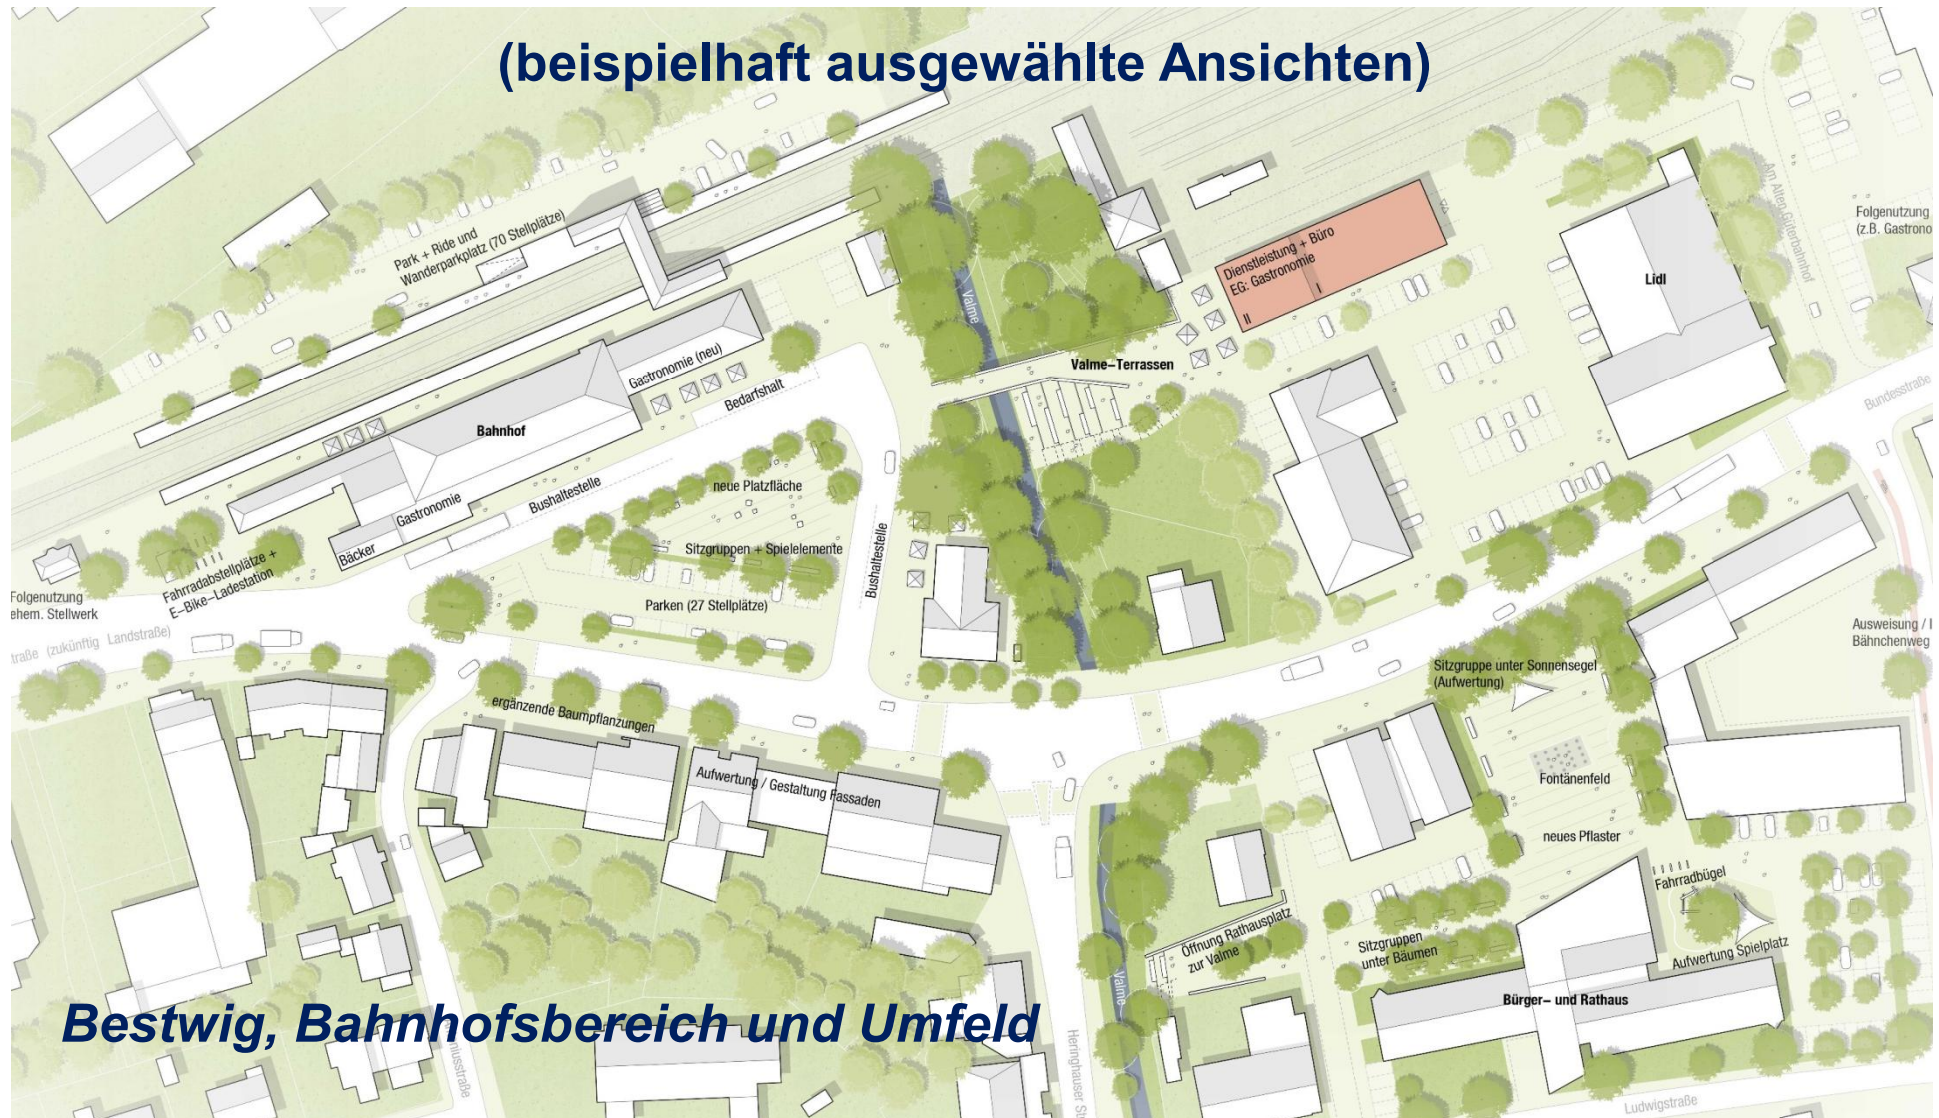 (beispielhaft ausgewählte Ansichten)
Park + Ride und
Wanderparkplatz (70 Stellplätze)
Valme
Dienstleistung + Büro
EG: Gastronomie
I
II
Lidl
Am Alten Güterbahnhof
Folgenutzung
(z.B. Gastrono
Valme–Terrassen
Gastronomie (neu)
Bedarfshalt
Bahnhof
Bundesstraße
neue Platzfläche
Bushaltestelle
Gastronomie
Bäcker
Sitzgruppen + Spielelemente
Bushaltestelle
Fahrradabstellplätze +
E–Bike–Ladestation
Folgenutzung
ehem. Stellwerk
Parken (27 Stellplätze)
traße (zukünftig Landstraße)
Ausweisung / I
Bähnchenweg
Sitzgruppe unter Sonnensegel
(Aufwertung)
ergänzende Baumpflanzungen
Aufwertung / Gestaltung Fassaden
Fontänenfeld
neues Pflaster
Fahrradbügel
Öffnung Rathausplatz
zur Valme
Sitzgruppen
unter Bäumen
Aufwertung Spielplatz
Valme
Bürger– und Rathaus
Bestwig, Bahnhofsbereich und Umfeld
niusstraße
Heringhauser St
Ludwigstraße